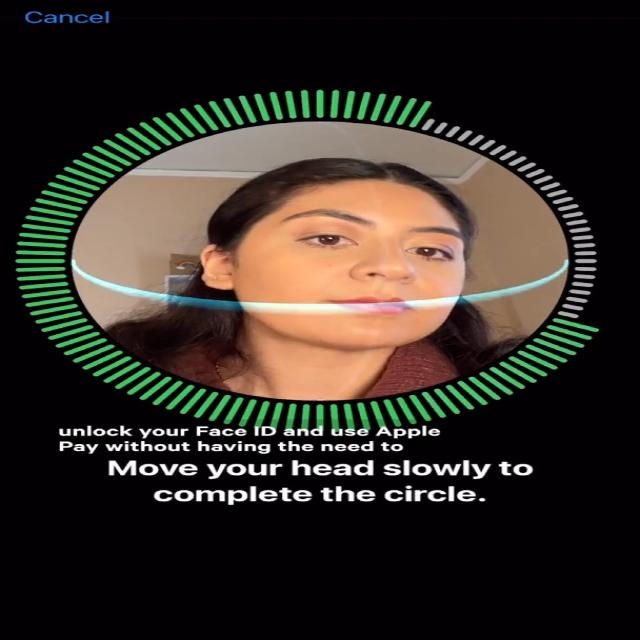 Cancel
unlock your Face ID and use Apple
Pay without having the need to
Move your head slowly to
complete the circle.